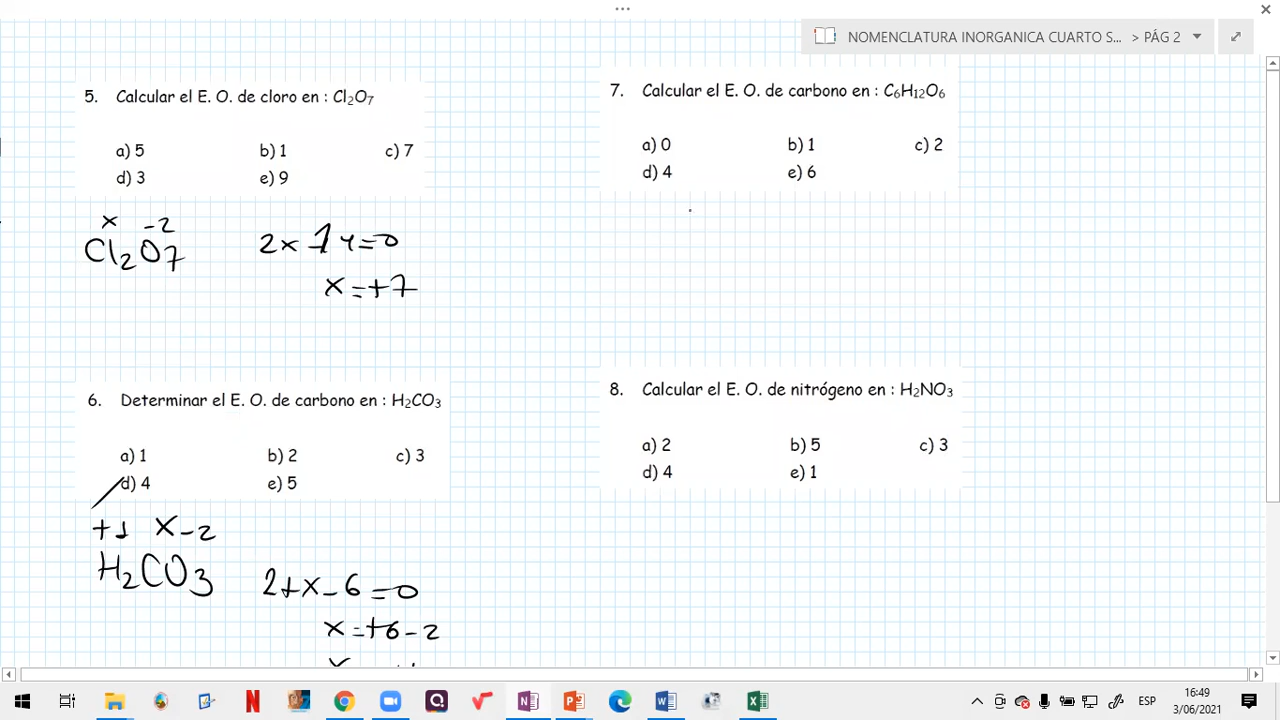 NOMENCLATURA INORGANICA CUARTO S... > PÁG 2
5. Calcular el E. O. de cloro en : Cl₂O₇
a) 5 b) 1 c) 7
d) 3 e) 9
x -2
Cl₂O₇ 2x 14=0
x=+7
6. Determinar el E. O. de carbono en : H₂CO₃
a) 1 b) 2 c) 3
d) 4 e) 5
+1 x -2
H₂CO₃ 2+x-6=0
x=+6-2
7. Calcular el E. O. de carbono en : C₆H₁₂O₆
a) 0 b) 1 c) 2
d) 4 e) 6
8. Calcular el E. O. de nitrógeno en : H₂NO₃
a) 2 b) 5 c) 3
d) 4 e) 1
ESP
16:49
3/06/2021